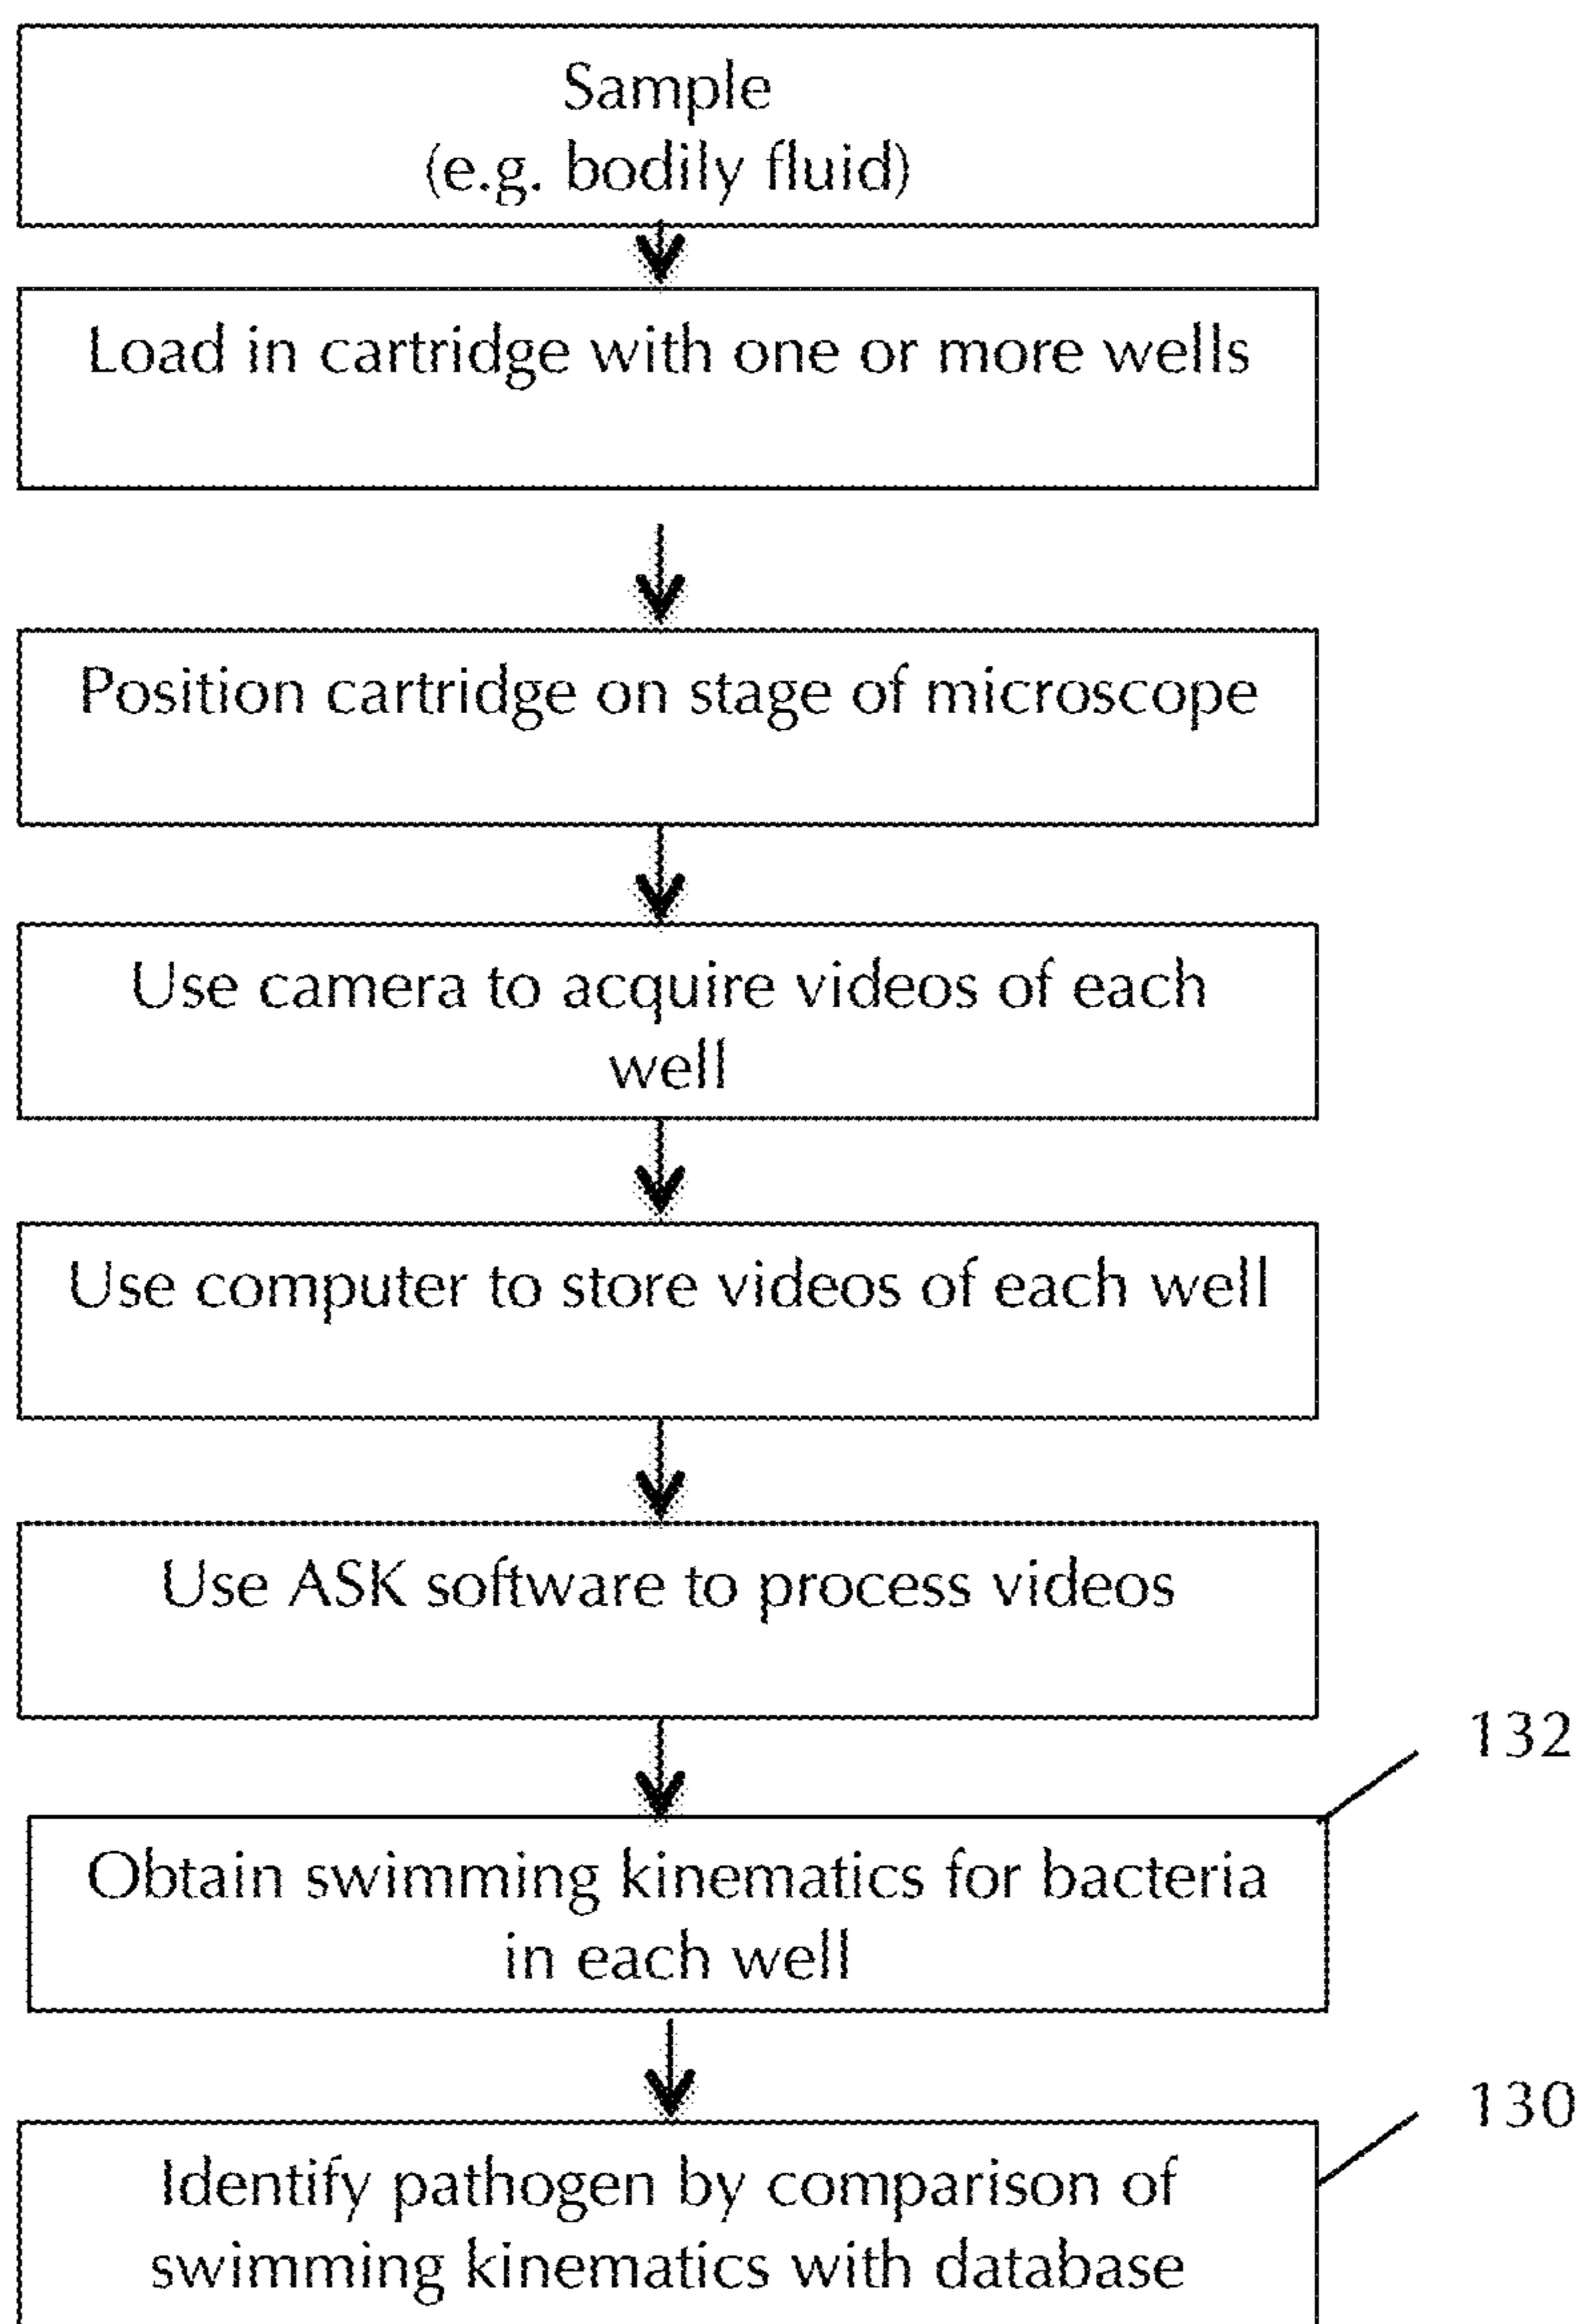 Sample
(e.g. bodily fluid)
Load in cartridge with one or more wells
Position cartridge on stage of microscope
Use camera to acquire videos of each
well
Use computer to store videos of each well
Use ASK software to process videos
132
Obtain swimming kinematics for bacteria
in each well
130
Identify pathogen by comparison of
swimming kinematics with database